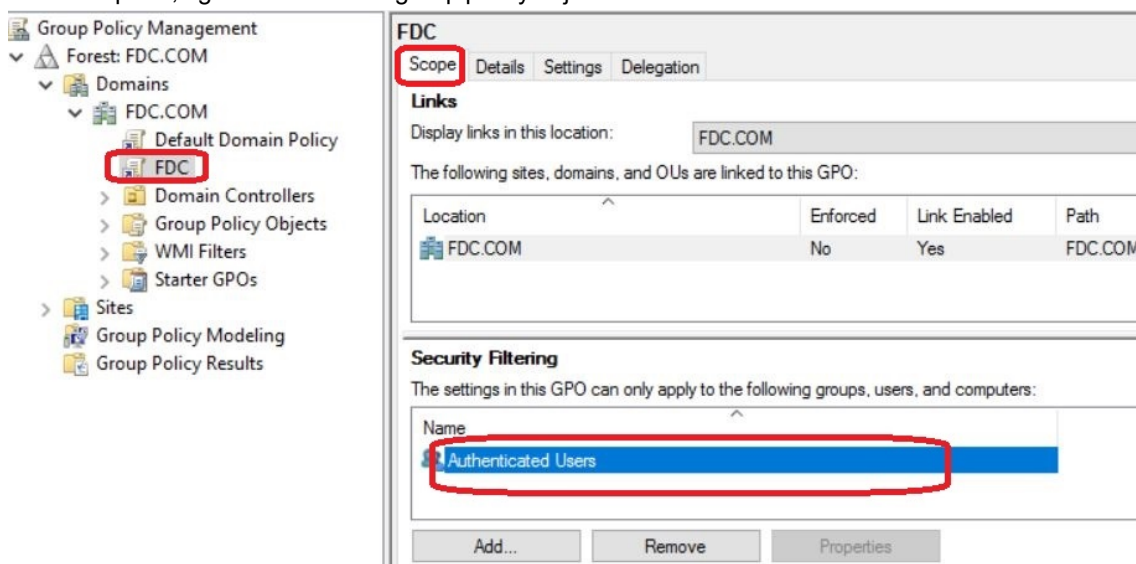 Group Policy Management
Forest: FDC.COM
Domains
FDC.COM
Default Domain Policy
FDC
Domain Controllers
Group Policy Objects
WMI Filters
Starter GPOs
Sites
Group Policy Modeling
Group Policy Results
FDC
Scope Details Settings Delegation
Links
Display links in this location: FDC.COM
The following sites, domains, and OUs are linked to this GPO:
Location Enforced Link Enabled Path
FDC.COM No Yes FDC.COM
Security Filtering
The settings in this GPO can only apply to the following groups, users, and computers:
Name
Authenticated Users
Add... Remove Properties